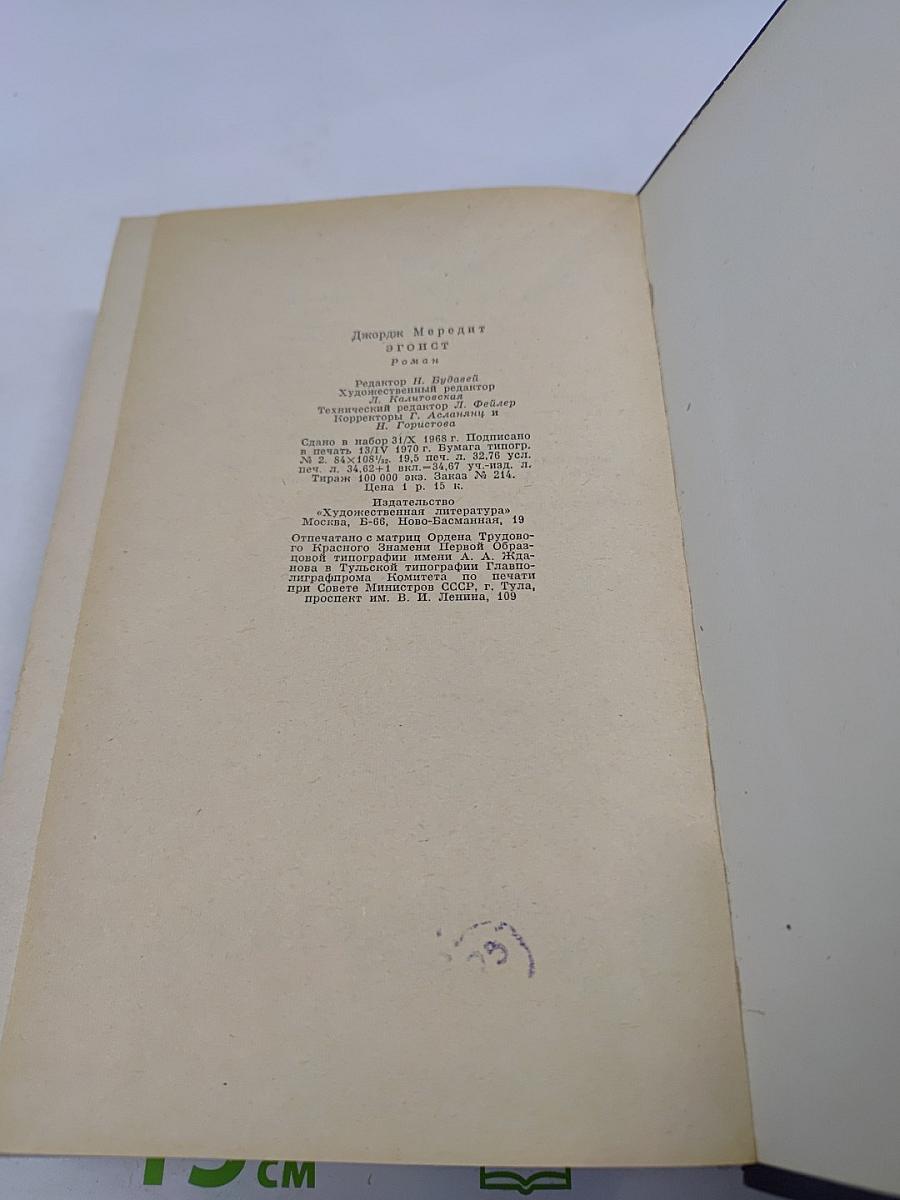 Джордж Мередит
ЭГОИСТ
Роман
Редактор Н. Будавей
Художественный редактор
Л. Калитовская
Технический редактор Л. Фейлер
Корректоры Г. Асланянц и
Н. Гористова
Сдано в набор 31/X 1968 г. Подписано
в печать 13/IV 1970 г. Бумага типогр.
№ 2. 84×108¹/₃₂. 19,5 печ. л. 32,76 усл.
печ. л. 34,62+1 вкл.=34,67 уч.-изд. л.
Тираж 100 000 экз. Заказ № 214.
Цена 1 р. 15 к.
Издательство
«Художественная литература»
Москва, Б-66, Ново-Басманная, 19
Отпечатано с матриц Ордена Трудово-
го Красного Знамени Первой Образ-
цовой типографии имени А. А. Жда-
нова в Тульской типографии Главпо-
лиграфпрома Комитета по печати
при Совете Министров СССР, г. Тула,
проспект им. В. И. Ленина, 109
см